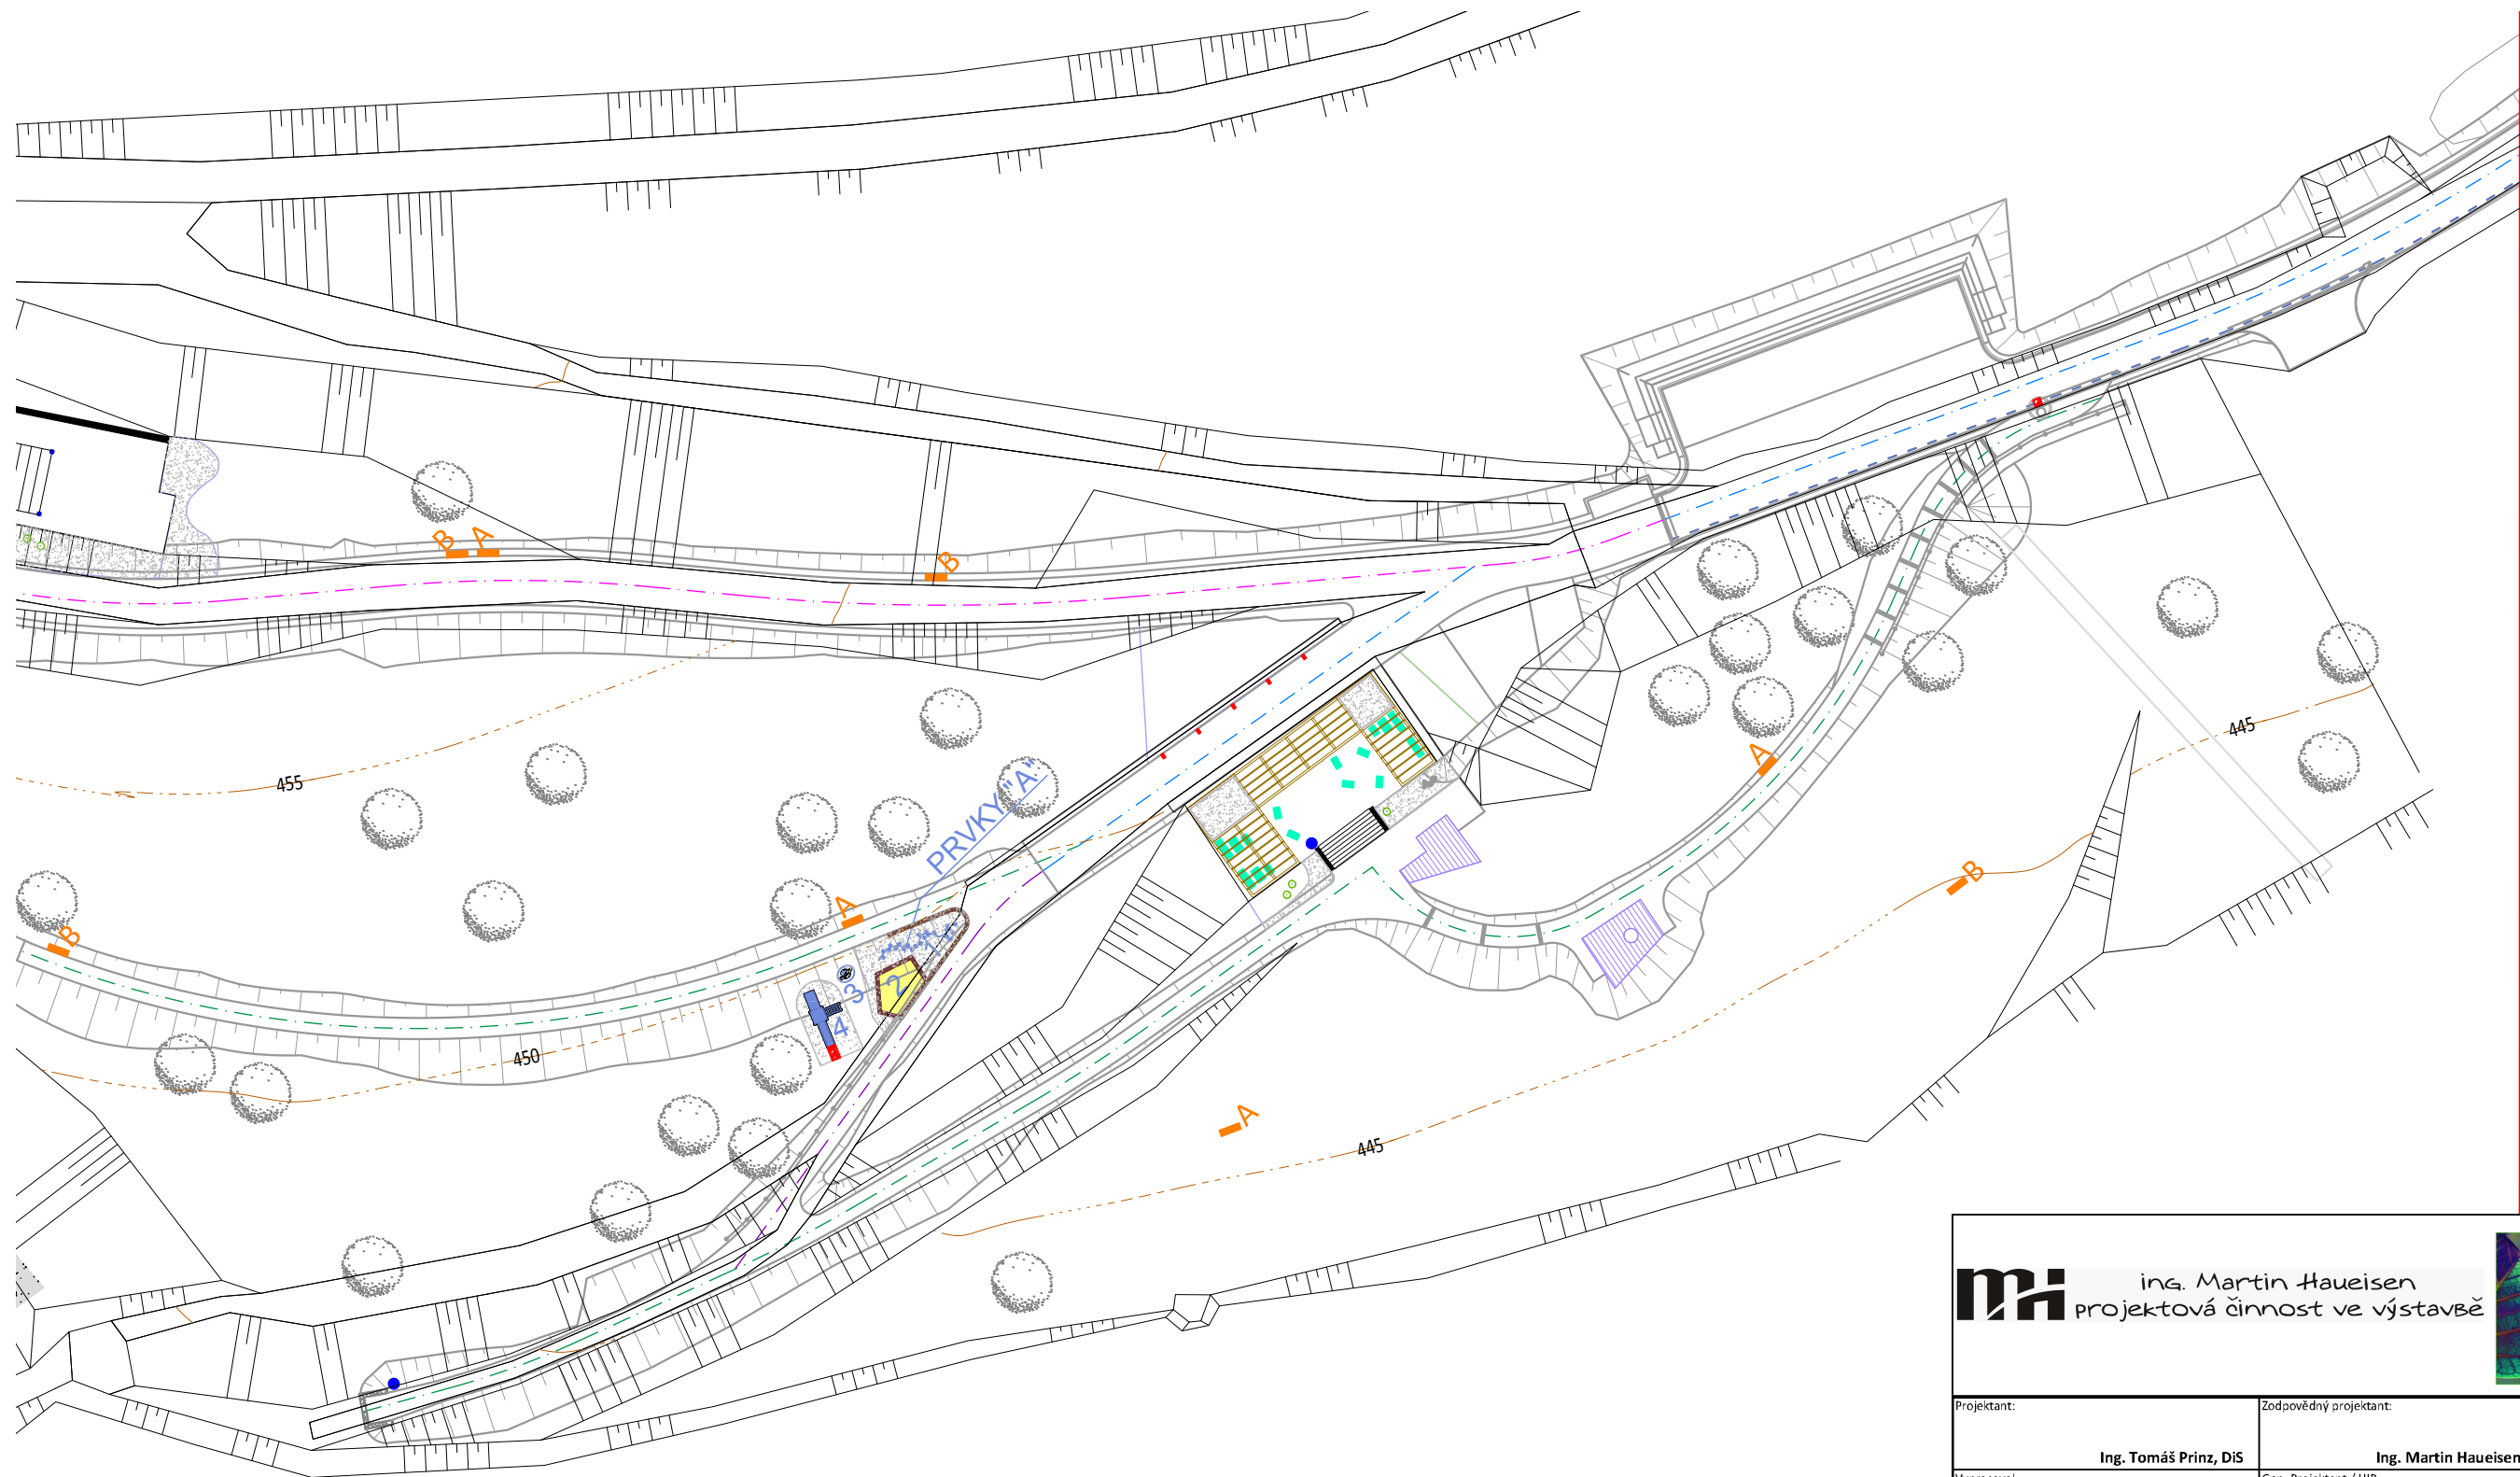 B A
B
PRVKY "A"
455
A
B
A
445
B
1
2
3
4
450
A
445
ing. Martin Haueisen
projektová činnost ve výstavbě
Projektant:
Zodpovědný projektant:
Ing. Tomáš Prinz, DiS
Ing. Martin Haueisen